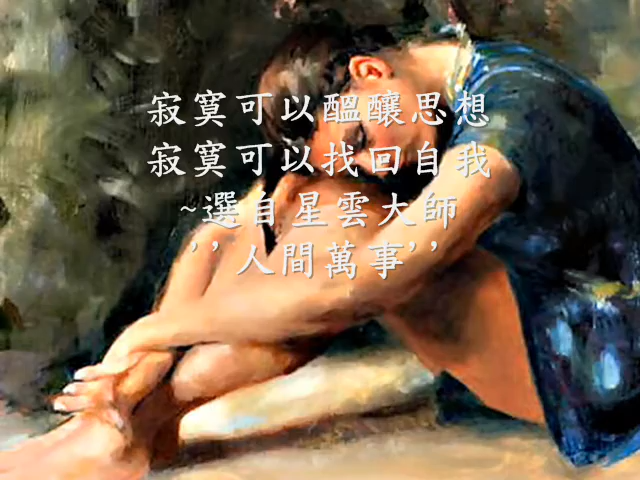 寂寞可以醞釀思想
寂寞可以找回自我
~選自星雲大師
’’人間萬事’’